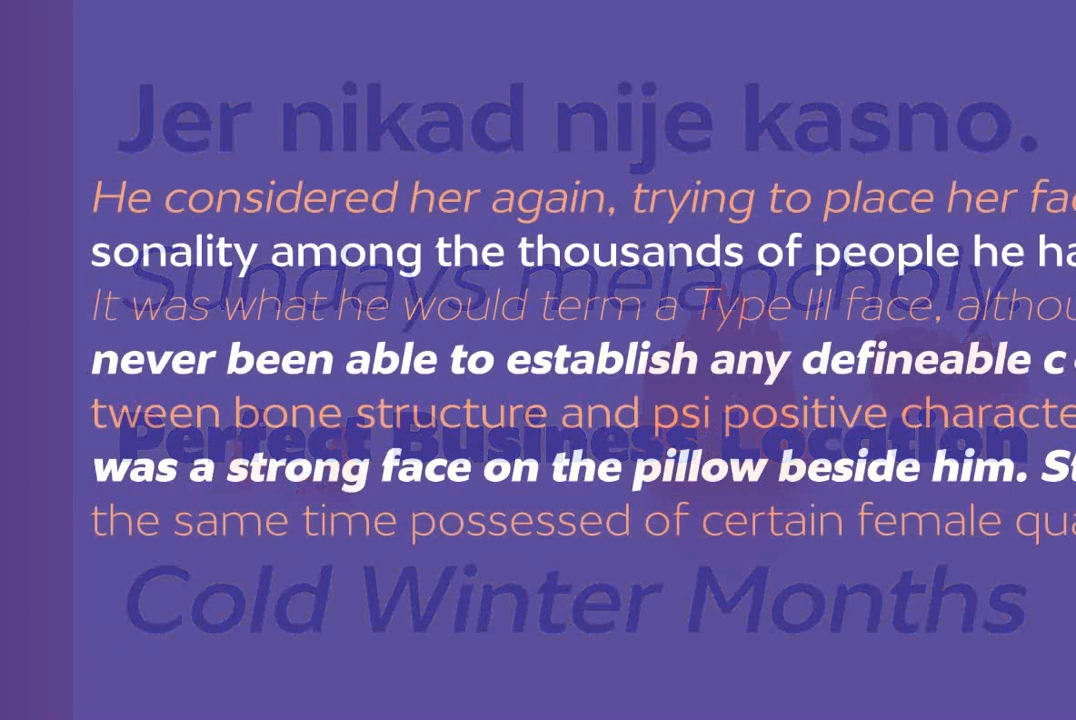 Jer nikad nije kasno.
He considered her again, trying to place her fac
sonality among the thousands of people he ha
Sundays melancholy
It was what he would term a Type III face, althou
never been able to establish any defineable c
tween bone structure and psi positive characte
Perfect Business Location
was a strong face on the pillow beside him. St
the same time possessed of certain female qua
Cold Winter Months